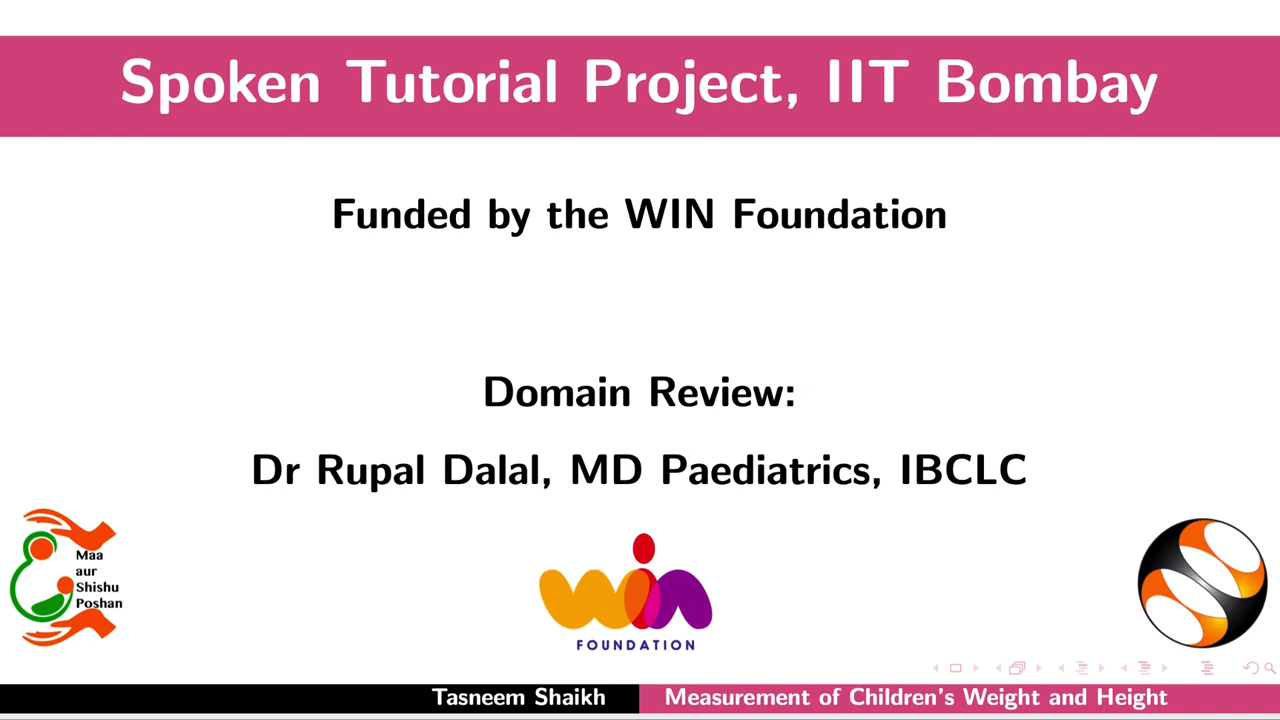 Spoken Tutorial Project, IIT Bombay
Funded by the WIN Foundation
Domain Review:
Dr Rupal Dalal, MD Paediatrics, IBCLC
Maa
aur
Shishu
Poshan
win
FOUNDATION
Tasneem Shaikh
Measurement of Children's Weight and Height